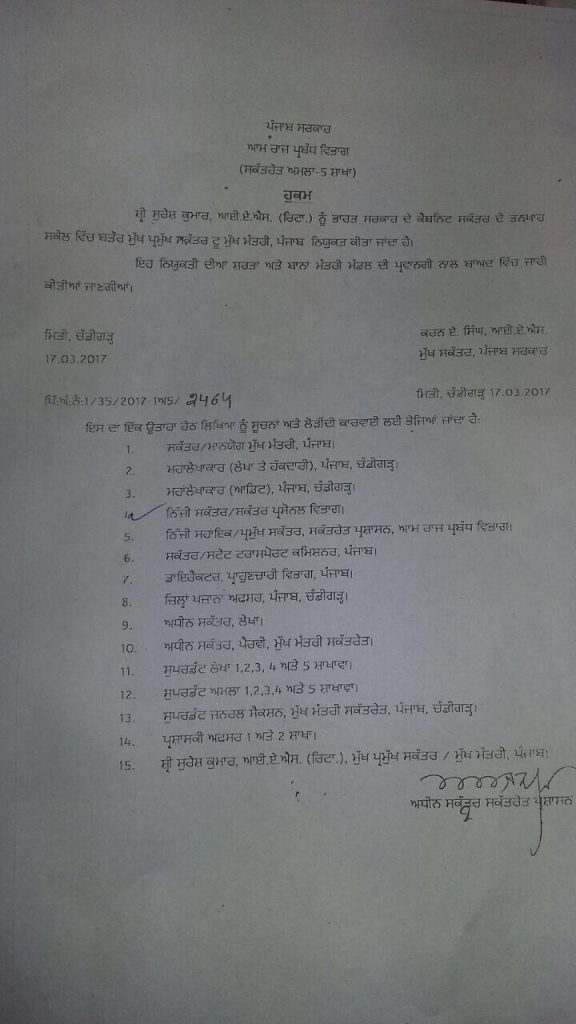 ਪੰਜਾਬ ਸਰਕਾਰ
ਆਮ ਰਾਜ ਪ੍ਰਬੰਧ ਵਿਭਾਗ
(ਸਕੱਤਰੇਤ ਅਮਲਾ-5 ਸ਼ਾਖਾ)
ਹੁਕਮ
ਸ਼੍ਰੀ ਸੁਰੇਸ਼ ਕੁਮਾਰ, ਆਈ.ਏ.ਐਸ. (ਰਿਟਾ.) ਨੂੰ ਭਾਰਤ ਸਰਕਾਰ ਦੇ ਕੈਬਨਿਟ ਸਕੱਤਰ ਦੇ ਤਨਖਾਹ
ਸਕੇਲ ਵਿੱਚ ਬਤੌਰ ਮੁੱਖ ਪ੍ਰਮੁੱਖ ਸਕੱਤਰ ਟੂ ਮੁੱਖ ਮੰਤਰੀ, ਪੰਜਾਬ ਨਿਯੁਕਤ ਕੀਤਾ ਜਾਂਦਾ ਹੈ।
ਇਹ ਨਿਯੁਕਤੀ ਦੀਆ ਸ਼ਰਤਾਂ ਅਤੇ ਬਾਨਾਂ ਮੰਤਰੀ ਮੰਡਲ ਦੀ ਪ੍ਰਵਾਨਗੀ ਨਾਲ ਬਾਅਦ ਵਿੱਚ ਜਾਰੀ
ਕੀਤੀਆਂ ਜਾਣਗੀਆਂ।
ਮਿਤੀ, ਚੰਡੀਗੜ੍ਹ
17.03.2017
ਕਰਨ ਏ. ਸਿੰਘ, ਆਈ.ਏ.ਐਸ.
ਮੁੱਖ ਸਕੱਤਰ, ਪੰਜਾਬ ਸਰਕਾਰ
ਪਿੰ:ਅੰ:ਨੰ:1/35/2017-1ਅ5/ 2464
ਮਿਤੀ, ਚੰਡੀਗੜ੍ਹ 17.03.2017
ਇਸ ਦਾ ਇੱਕ ਉਤਾਰਾ ਹੇਠ ਲਿਖਿਆ ਨੂੰ ਸੂਚਨਾਂ ਅਤੇ ਲੋੜੀਂਦੀ ਕਾਰਵਾਈ ਲਈ ਭੇਜਿਆਂ ਜਾਂਦਾ ਹੈ:
1. ਸਕੱਤਰ/ਮਾਨਯੋਗ ਮੁੱਖ ਮੰਤਰੀ, ਪੰਜਾਬ।
2. ਮਹਾਂਲੇਖਾਕਾਰ (ਲੇਖਾ ਤੇ ਹੱਕਦਾਰੀ), ਪੰਜਾਬ, ਚੰਡੀਗੜ੍ਹ।
3. ਮਹਾਂਲੇਖਾਕਾਰ (ਆਡਿਟ), ਪੰਜਾਬ, ਚੰਡੀਗੜ੍ਹ।
4. ਨਿੱਜੀ ਸਕੱਤਰ/ਸਕੱਤਰ ਪ੍ਰਸੋਨਲ ਵਿਭਾਗ।
5. ਨਿੱਜੀ ਸਹਾਇਕ/ਪ੍ਰਮੁੱਖ ਸਕੱਤਰ, ਸਕੱਤਰੇਤ ਪ੍ਰਸ਼ਾਸਨ, ਆਮ ਰਾਜ ਪ੍ਰਬੰਧ ਵਿਭਾਗ।
6. ਸਕੱਤਰ/ਸਟੇਟ ਟਰਾਂਸਪੋਰਟ ਕਮਿਸ਼ਨਰ, ਪੰਜਾਬ।
7. ਡਾਇਰੈਕਟਰ, ਪ੍ਰਾਹੁਣਚਾਰੀ ਵਿਭਾਗ, ਪੰਜਾਬ।
8. ਜ਼ਿਲ੍ਹਾਂ ਖਜਾਨਾਂ ਅਫਸਰ, ਪੰਜਾਬ, ਚੰਡੀਗੜ੍ਹ।
9. ਅਧੀਨ ਸਕੱਤਰ, ਲੇਖਾ।
10. ਅਧੀਨ ਸਕੱਤਰ, ਪੈਰਵੀ, ਮੁੱਖ ਮੰਤਰੀ ਸਕੱਤਰੇਤ।
11. ਸੁਪਰਡੰਟ ਲੇਖਾ 1,2,3, 4 ਅਤੇ 5 ਸ਼ਾਖਾਵਾਂ।
12. ਸੁਪਰਡੰਟ ਅਮਲਾ 1,2,3,4 ਅਤੇ 5 ਸ਼ਾਖਾਵਾਂ।
13. ਸੁਪਰਡੰਟ ਜਨਰਲ ਸੈਕਸ਼ਨ, ਮੁੱਖ ਮੰਤਰੀ ਸਕੱਤਰੇਤ, ਪੰਜਾਬ, ਚੰਡੀਗੜ੍ਹ।
14. ਪ੍ਰਸ਼ਾਸਕੀ ਅਫਸਰ 1 ਅਤੇ 2 ਸ਼ਾਖਾ।
15. ਸ਼੍ਰੀ ਸੁਰੇਸ਼ ਕੁਮਾਰ, ਆਈ.ਏ.ਐਸ. (ਰਿਟਾ.), ਮੁੱਖ ਪ੍ਰਮੁੱਖ ਸਕੱਤਰ / ਮੁੱਖ ਮੰਤਰੀ, ਪੰਜਾਬ।
ਅਧੀਨ ਸਕੱਤਰ ਸਕੱਤਰੇਤ ਪ੍ਰਸ਼ਾਸਨ